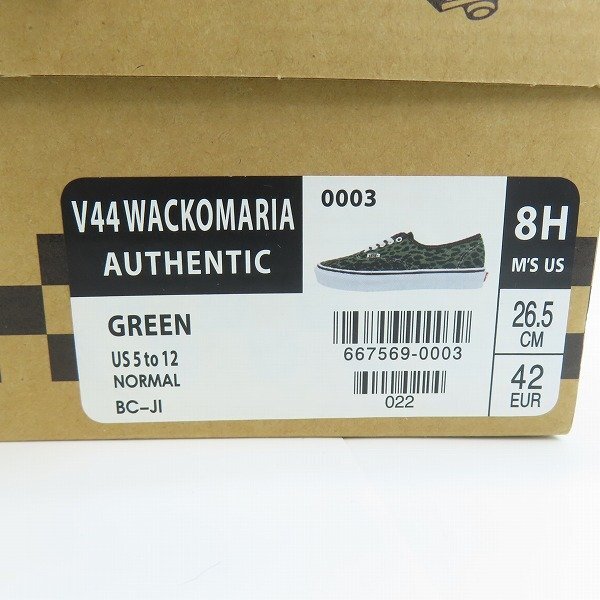 V44 WACKOMARIA
AUTHENTIC
GREEN
US 5 to 12
NORMAL
BC-JI
0003
667569-0003
022
8H
M'S US
26.5
CM
42
EUR